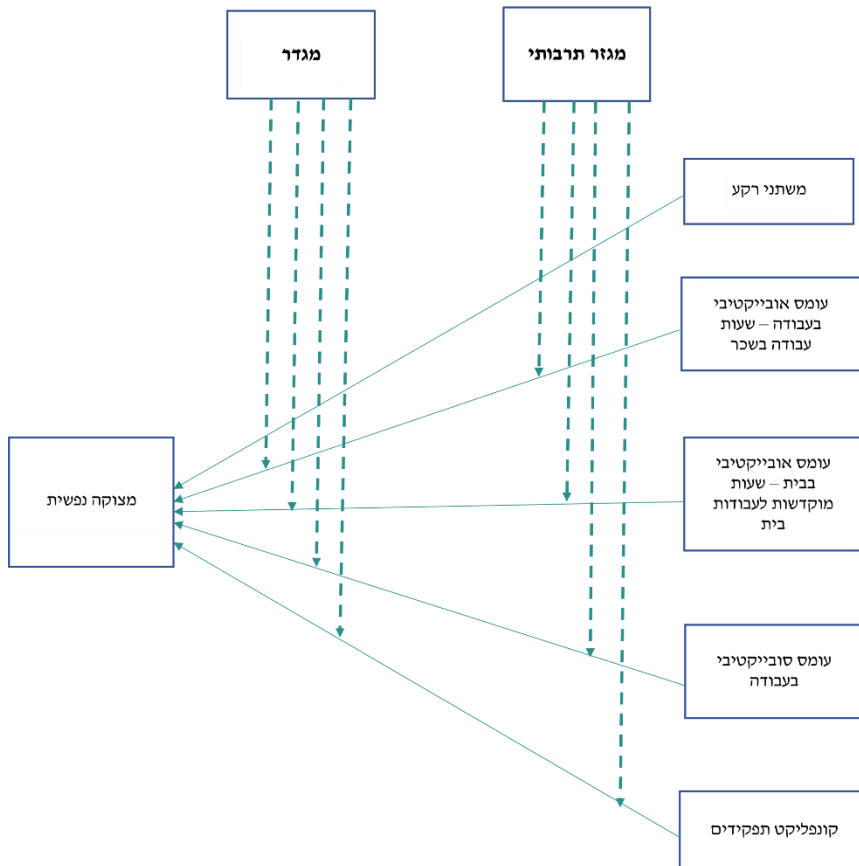 מגזר תרבותי
מגדר
משתני רקע
עומס אובייקטיבי
בעבודה – שעות
עבודה בשכר
עומס אובייקטיבי
בבית – שעות
מוקדשות לעבודות
בית
מצוקה נפשית
עומס סובייקטיבי
בעבודה
קונפליקט תפקידים